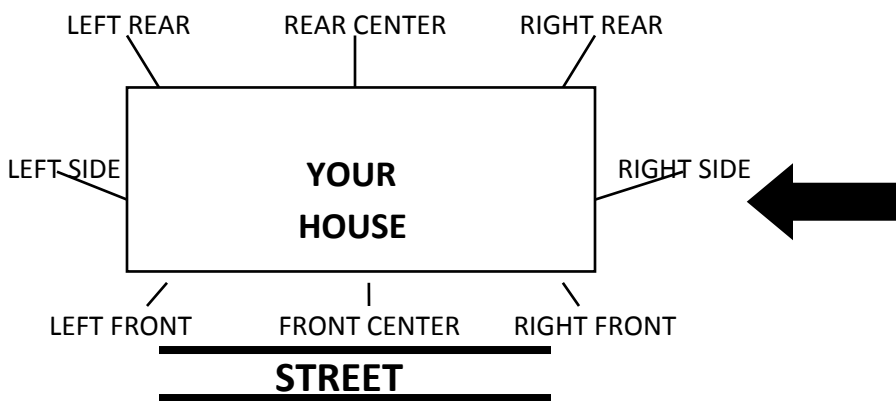 LEFT REAR REAR CENTER RIGHT REAR
LEFT SIDE YOUR RIGHT SIDE
HOUSE
LEFT FRONT FRONT CENTER RIGHT FRONT
STREET